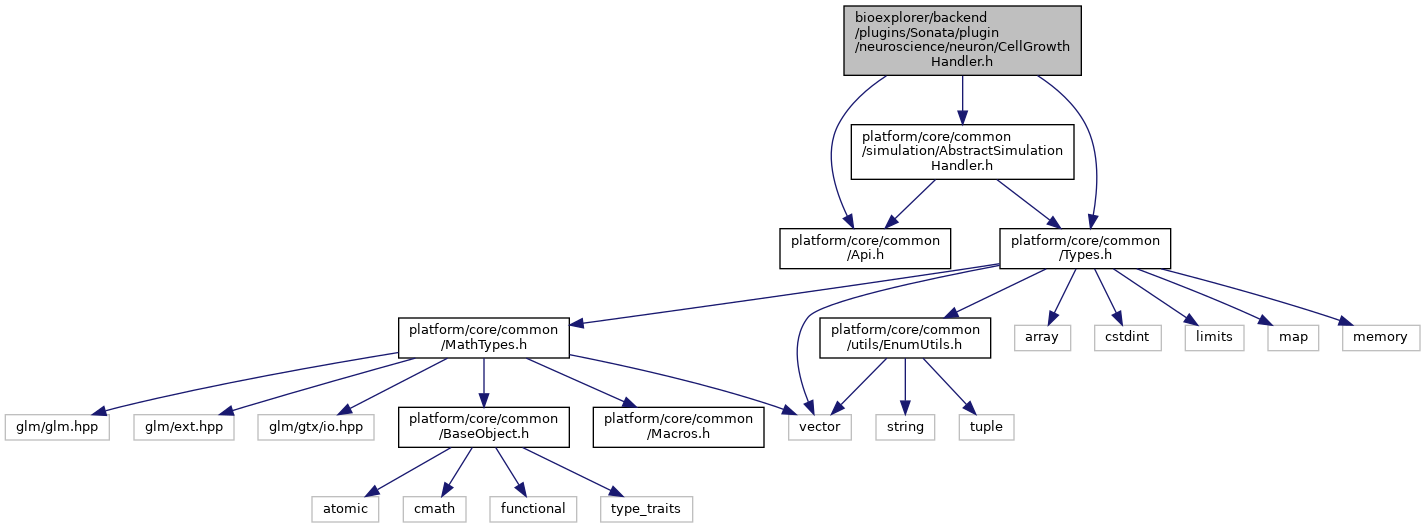 bioexplorer/backend
/plugins/Sonata/plugin
/neuroscience/neuron/CellGrowth
Handler.h
platform/core/common
/simulation/AbstractSimulation
Handler.h
platform/core/common
/Api.h
platform/core/common
/Types.h
platform/core/common
/MathTypes.h
platform/core/common
/utils/EnumUtils.h
array
cstdint
limits
map
memory
glm/glm.hpp
glm/ext.hpp
glm/gtx/io.hpp
platform/core/common
/BaseObject.h
platform/core/common
/Macros.h
vector
string
tuple
atomic
cmath
functional
type_traits